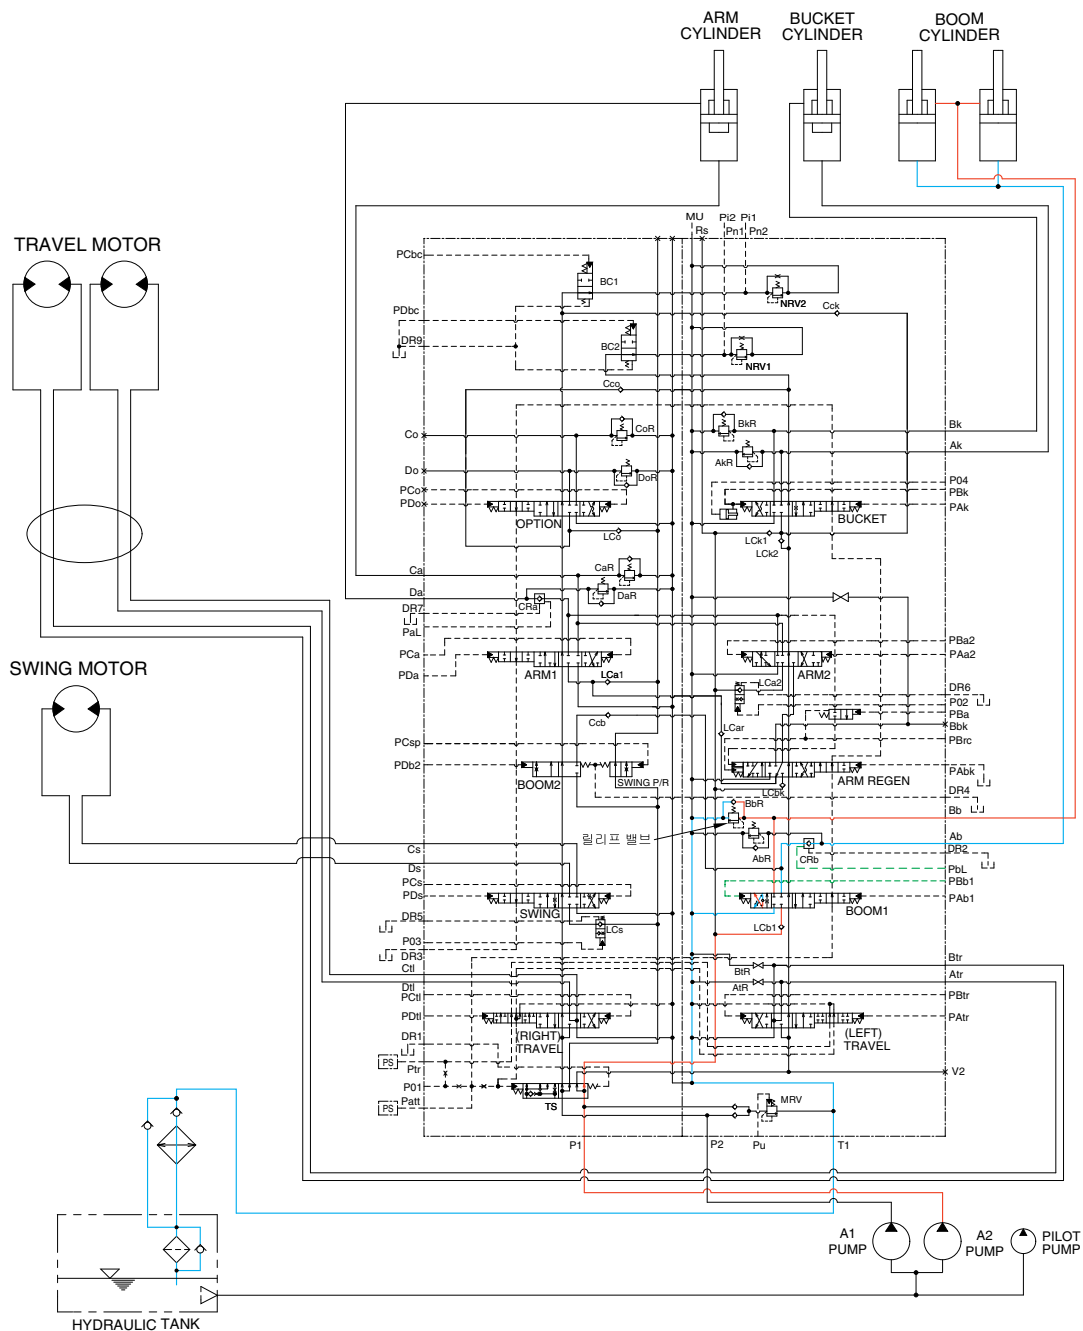 ARM
CYLINDER
BUCKET
CYLINDER
BOOM
CYLINDER
TRAVEL MOTOR
MU
Rs
Pi2
Pn1
Pi1
Pn2
PCbc
BC1
NRV2
Cck
PDbc
DR9
BC2
NRV1
Cco
Co
CoR
BkR
Bk
Do
DoR
AkR
Ak
PCo
PDo
OPTION
LCo
P04
PBk
PAk
BUCKET
LCk1
LCk2
Ca
CaR
Da
DaR
DR7
CRa
PaL
PCa
PDa
ARM1
LCa1
PBa2
PAa2
ARM2
LCa2
DR6
P02
PBa
Bbk
PBrc
SWING MOTOR
Ccb
LCar
PCsp
PDb2
BOOM2
SWING P/R
PAbk
ARM REGEN
LCbk
DR4
BbR
Bb
릴리프 밸브
AbR
CRb
Ab
DR2
PbL
Cs
Ds
PCs
PDs
SWING
PBb1
PAb1
BOOM1
LCb1
DR5
P03
DR3
LCs
Ctl
Dtl
PCtl
PDtl
(RIGHT)
TRAVEL
BtR
AtR
Btr
Atr
PBtr
PAtr
(LEFT)
TRAVEL
DR1
PS
Ptr
P01
PS
Patt
TS
V2
MRV
P1
P2
Pu
T1
A1
PUMP
A2
PUMP
PILOT
PUMP
HYDRAULIC TANK